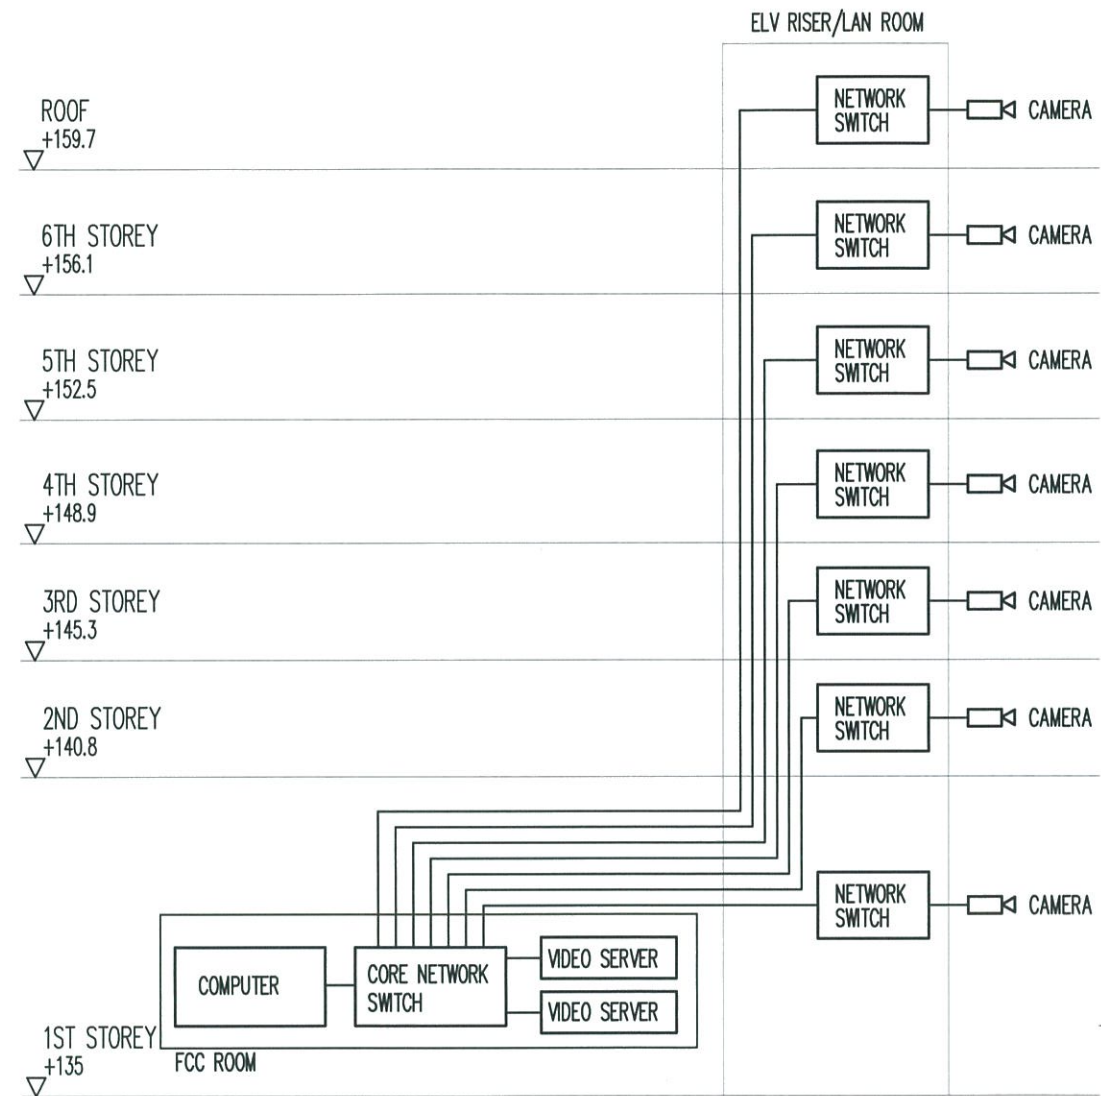 ELV RISER/LAN ROOM
ROOF
+159.7
NETWORK
SWITCH
CAMERA
6TH STOREY
+156.1
NETWORK
SWITCH
CAMERA
5TH STOREY
+152.5
NETWORK
SWITCH
CAMERA
4TH STOREY
+148.9
NETWORK
SWITCH
CAMERA
3RD STOREY
+145.3
NETWORK
SWITCH
CAMERA
2ND STOREY
+140.8
NETWORK
SWITCH
CAMERA
NETWORK
SWITCH
CAMERA
COMPUTER
CORE NETWORK
SWITCH
VIDEO SERVER
VIDEO SERVER
1ST STOREY
+135
FCC ROOM